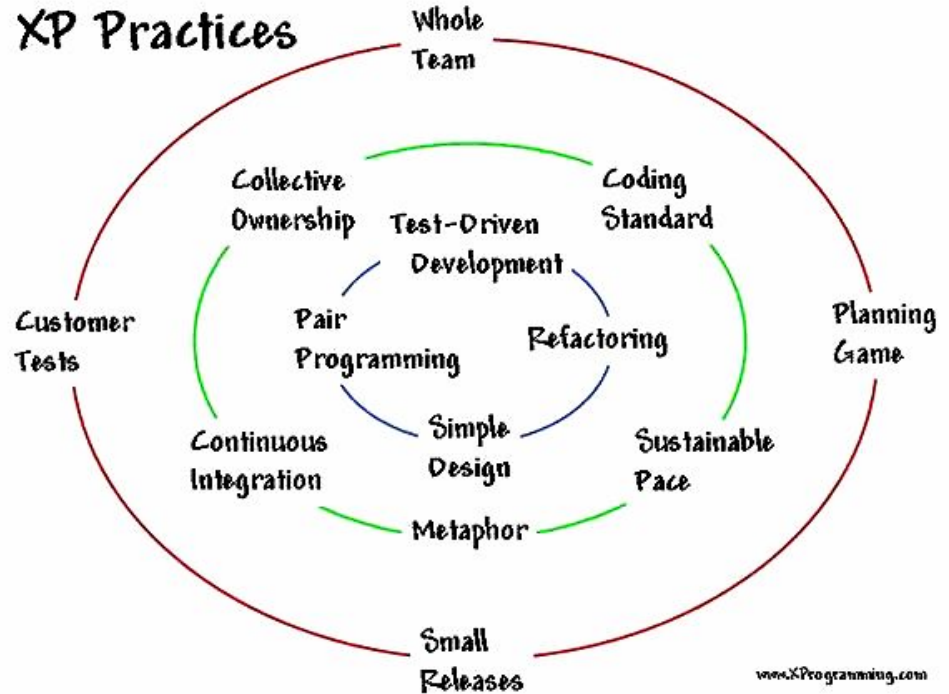 XP Practices
Whole
Team
Collective
Ownership
Coding
Standard
Test-Driven
Development
Customer
Tests
Pair
Programming
Refactoring
Planning
Game
Continuous
Integration
Simple
Design
Sustainable
Pace
Metaphor
Small
Releases
www.XProgramming.com